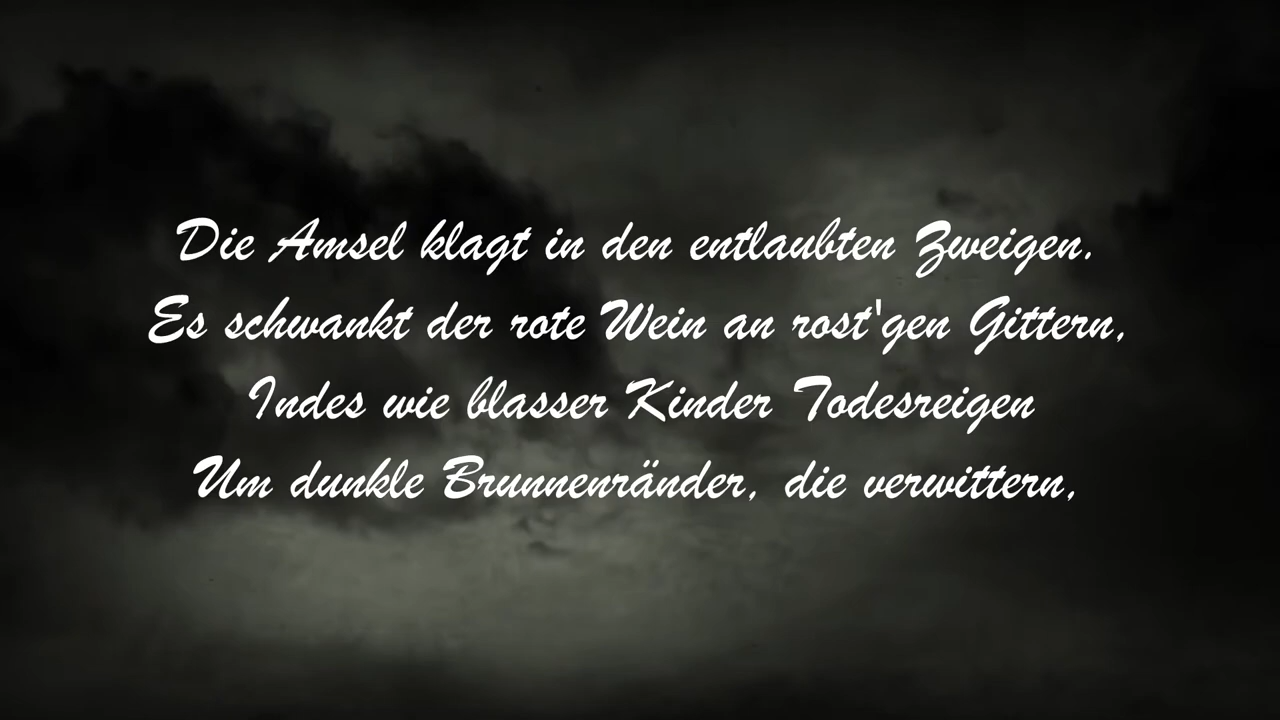 Die Amsel klagt in den entlaubten Zweigen.
Es schwankt der rote Wein an rost'gen Gittern,
Indes wie blasser Kinder Todesreigen
Um dunkle Brunnenränder, die verwittern,